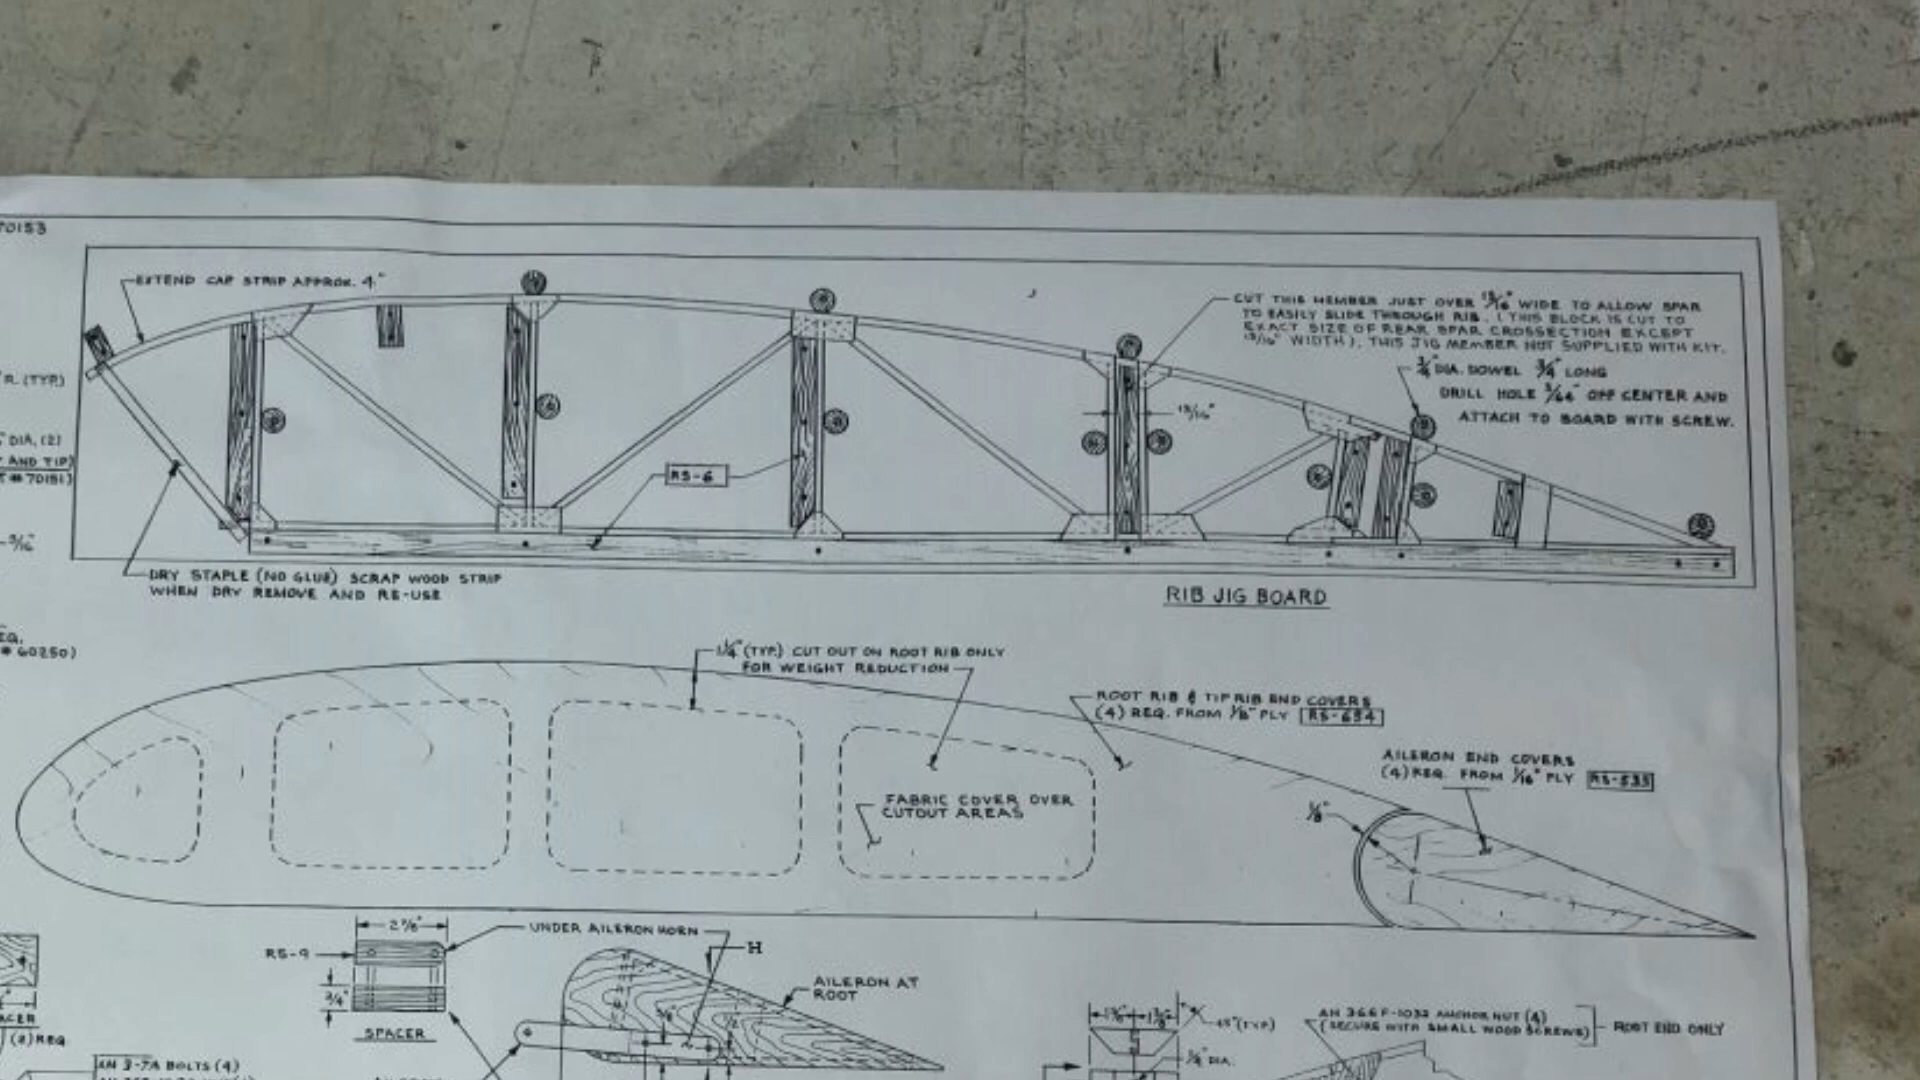 70153
EXTEND CAP STRIP APPROX. 4"
CUT THIS MEMBER JUST OVER 13/16" WIDE TO ALLOW SPAR
TO EASILY SLIDE THROUGH RIB. (THIS BLOCK IS CUT TO
EXACT SIZE OF REAR SPAR CROSSECTION EXCEPT
13/16" WIDTH). THIS JIG MEMBER NOT SUPPLIED WITH KIT.
DIA. DOWEL 3/4" LONG
DRILL HOLE OFF CENTER AND
ATTACH TO BOARD WITH SCREW.
13/16"
R. (TYP.)
DIA. (2)
AND TIP)
#70151)
RS-6
9/16"
DRY STAPLE (NO GLUE) SCRAP WOOD STRIP
WHEN DRY REMOVE AND RE-USE
RIB JIG BOARD
EQ.
# 60250)
1 1/4" (TYP.) CUT OUT ON ROOT RIB ONLY
FOR WEIGHT REDUCTION
ROOT RIB & TIP RIB END COVERS
(4) REQ. FROM 1/8" PLY
AILERON END COVERS
(4) REQ. FROM 1/16" PLY
FABRIC COVER OVER
CUTOUT AREAS
1/8"
2 3/8"
RS-9
UNDER AILERON HORN
H
3/4"
SPACER
AILERON AT
ROOT
(2) REQ
AN 3-7A BOLTS (4)
45° (TYP)
1/4" DIA.
AN 366F-1032 ANCHOR NUT (4)
(SECURE WITH SMALL WOOD SCREWS)
ROOT END ONLY